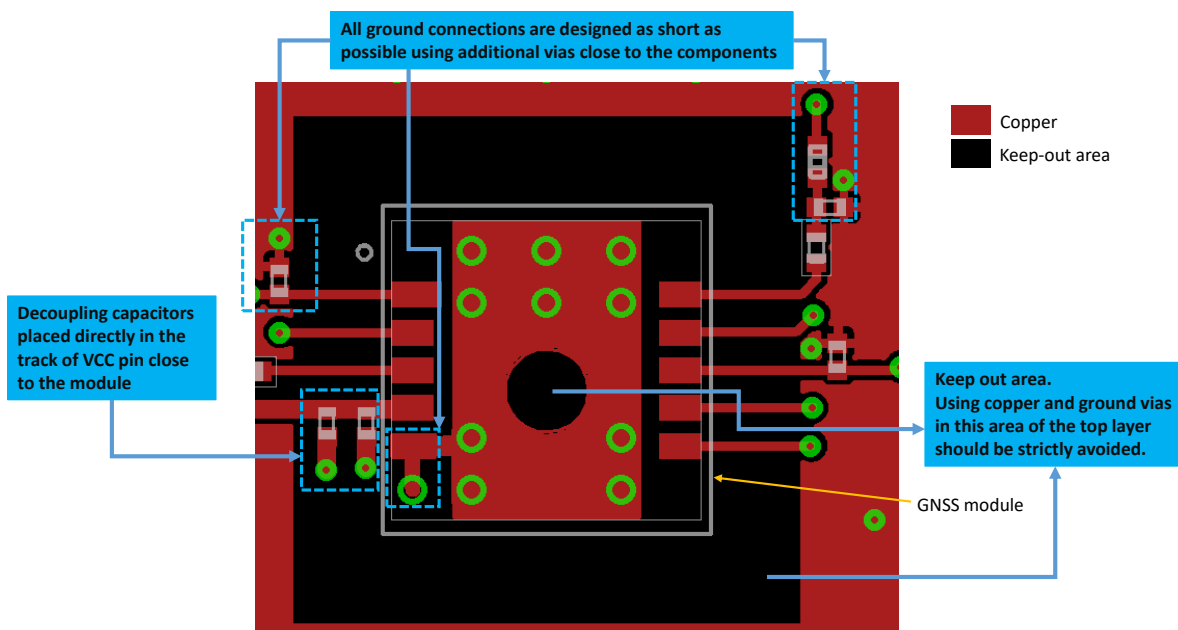 All ground connections are designed as short as
possible using additional vias close to the components
Copper
Keep-out area
Decoupling capacitors
placed directly in the
track of VCC pin close
to the module
Keep out area.
Using copper and ground vias
in this area of the top layer
should be strictly avoided.
GNSS module